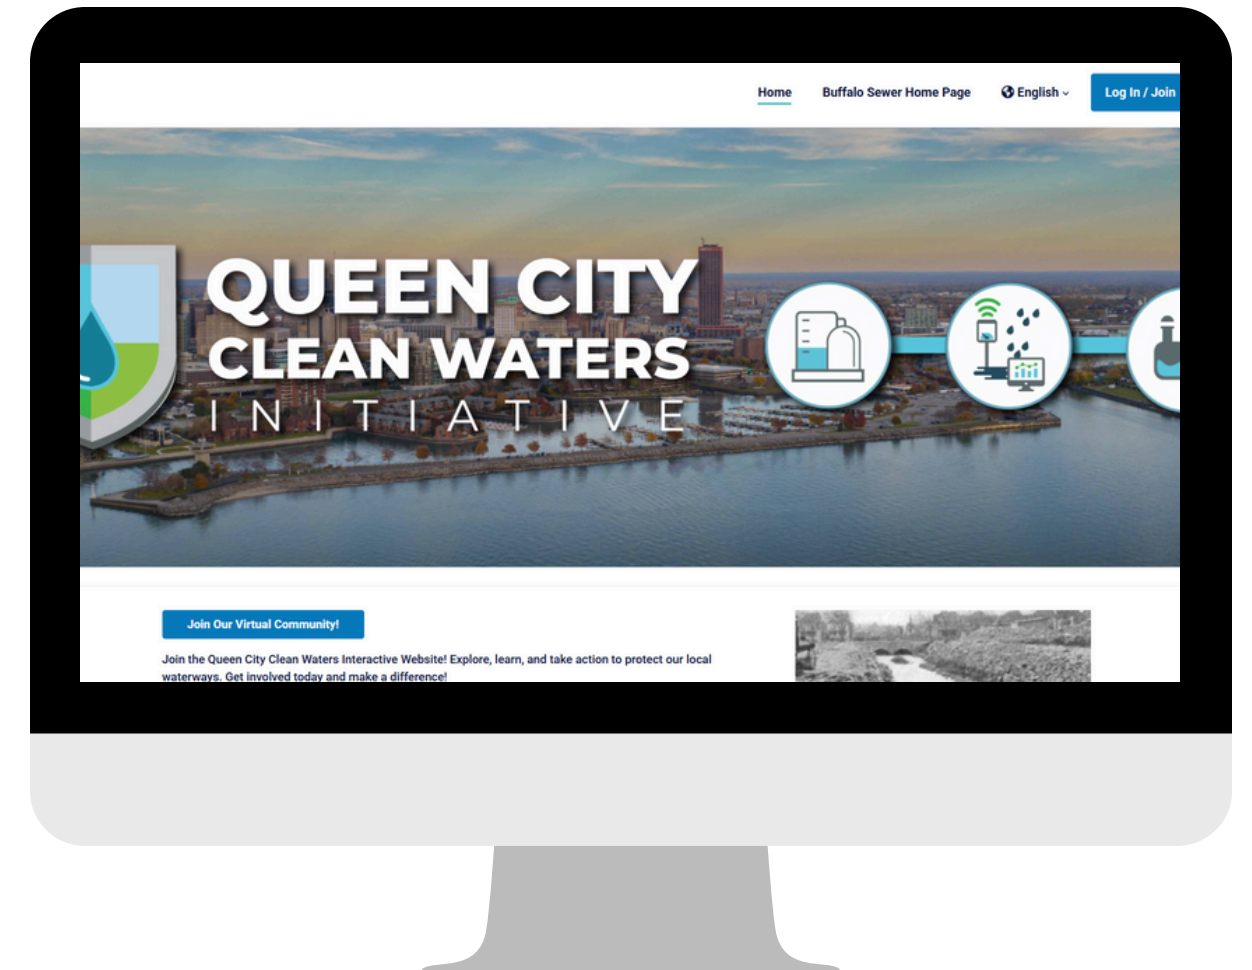 Home Buffalo Sewer Home Page English Log In / Join
QUEEN CITY
CLEAN WATERS
INITIATIVE
Join Our Virtual Community!
Join the Queen City Clean Waters Interactive Website! Explore, learn, and take action to protect our local
waterways. Get involved today and make a difference!